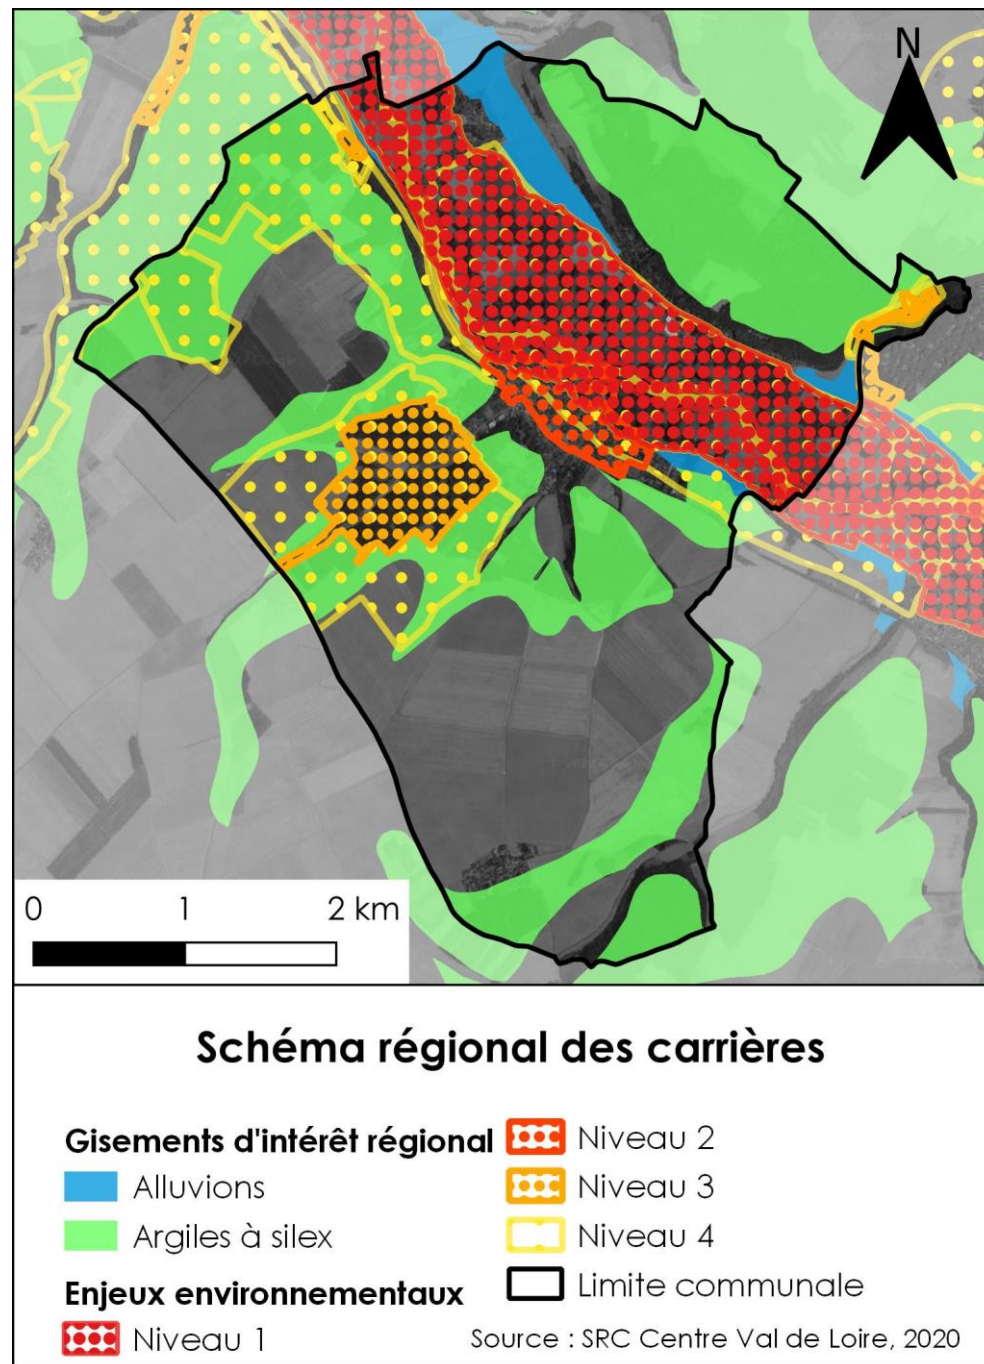 N
0 1 2 km
Schéma régional des carrières
Gisements d'intérêt régional
Alluvions
Argiles à silex
Enjeux environnementaux
Niveau 1
Niveau 2
Niveau 3
Niveau 4
Limite communale
Source : SRC Centre Val de Loire, 2020